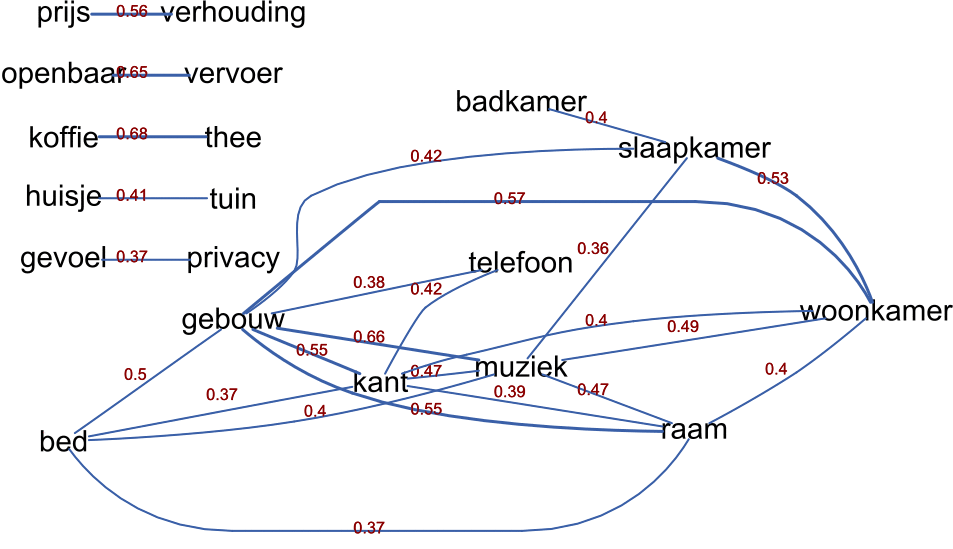 prijs 0.56 verhouding
openbaar 0.65 vervoer
badkamer
0.4
koffie 0.68 thee
slaapkamer
0.42
0.53
huisje 0.41 tuin
0.57
0.36
gevoel 0.37 privacy
telefoon
0.38
0.42
woonkamer
gebouw
0.4
0.49
0.66
0.55
muziek
0.47
kant
0.4
0.5
0.37
0.39
0.47
0.4
0.55
raam
bed
0.37